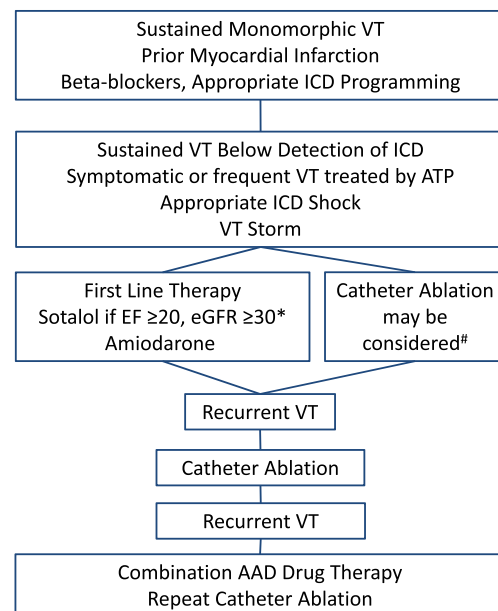 Sustained Monomorphic VT
Prior Myocardial Infarction
Beta-blockers, Appropriate ICD Programming
Sustained VT Below Detection of ICD
Symptomatic or frequent VT treated by ATP
Appropriate ICD Shock
VT Storm
First Line Therapy
Sotalol if EF ≥20, eGFR ≥30*
Amiodarone
Catheter Ablation
may be
considered#
Recurrent VT
Catheter Ablation
Recurrent VT
Combination AAD Drug Therapy
Repeat Catheter Ablation